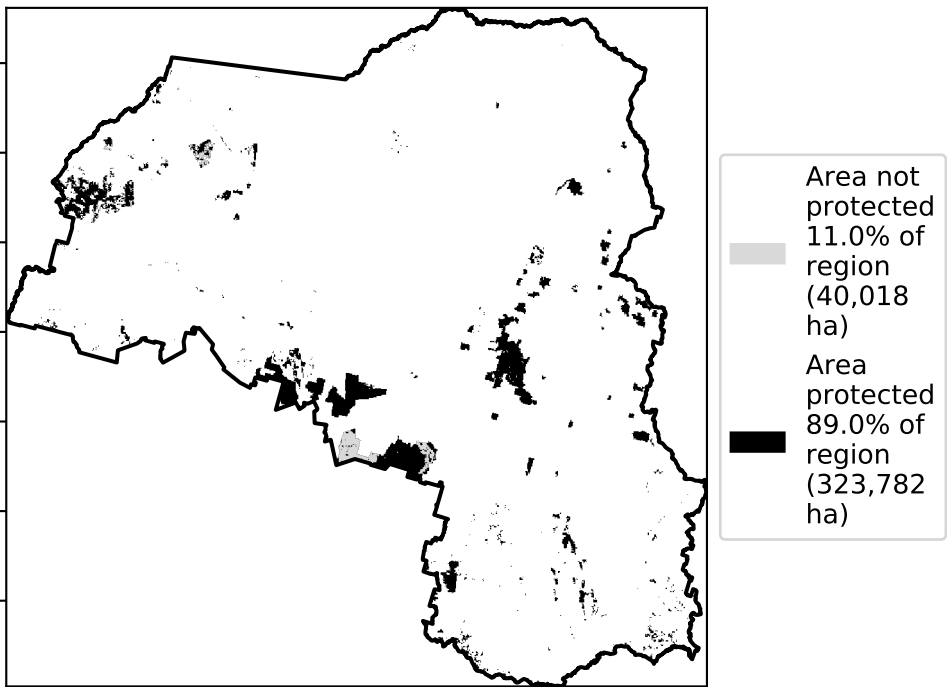 Area not
protected
11.0% of
region
(40,018
ha)
Area
protected
89.0% of
region
(323,782
ha)